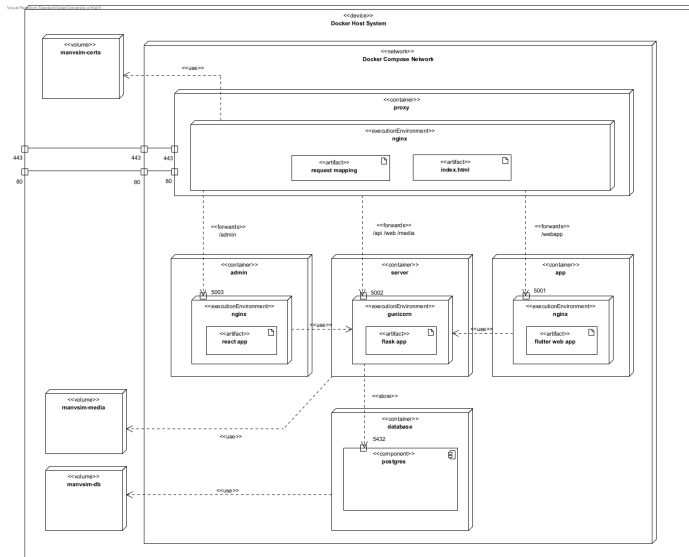 Visual Paradigm Standard (user(University of Kiel))
<<device>>
Docker Host System
<<volume>>
manvsim-certs
<<network>>
Docker Compose Network
<<use>>
<<container>>
proxy
<<executionEnvironment>>
nginx
<<artifact>>
request mapping
<<artifact>>
index.html
443
443
443
80
80
80
<<forwards>>
/admin
<<forwards>>
/api /web /media
<<forwards>>
/webapp
<<container>>
admin
<<container>>
server
<<container>>
app
5003
5002
5001
<<executionEnvironment>>
nginx
<<executionEnvironment>>
gunicorn
<<executionEnvironment>>
nginx
<<use>>
<<use>>
<<artifact>>
react app
<<artifact>>
flask app
<<artifact>>
flutter web app
<<volume>>
manvsim-media
<<store>>
<<use>>
<<container>>
database
5432
<<component>>
postgres
<<volume>>
manvsim-db
<<use>>